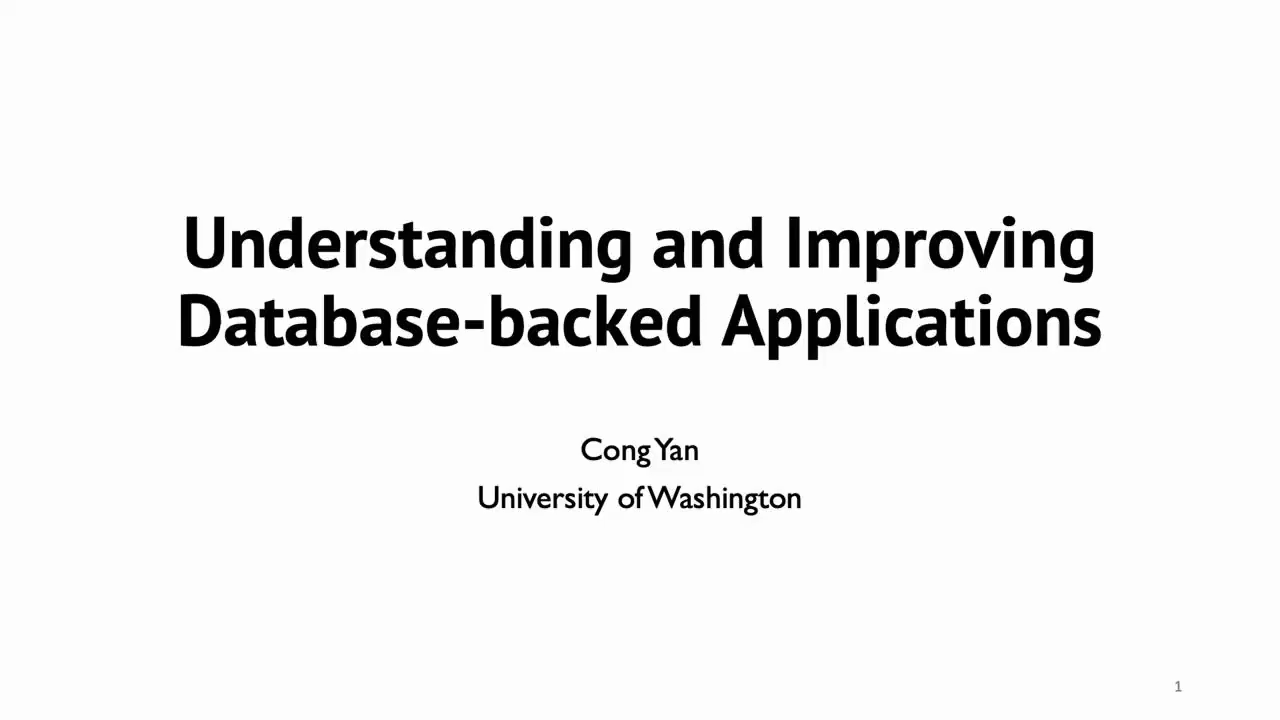 Understanding and Improving
Database-backed Applications
Cong Yan
University of Washington
1